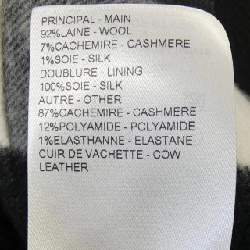 PRINCIPAL - MAIN
92%LAINE - WOOL
7%CACHEMIRE - CASHMERE
1%SOIE - SILK
DOUBLURE - LINING
100%SOIE - SILK
AUTRE - OTHER
87%CACHEMIRE - CASHMERE
12%POLYAMIDE - POLYAMIDE
1%ELASTHANNE - ELASTANE
CUIR DE VACHETTE - COW
LEATHER